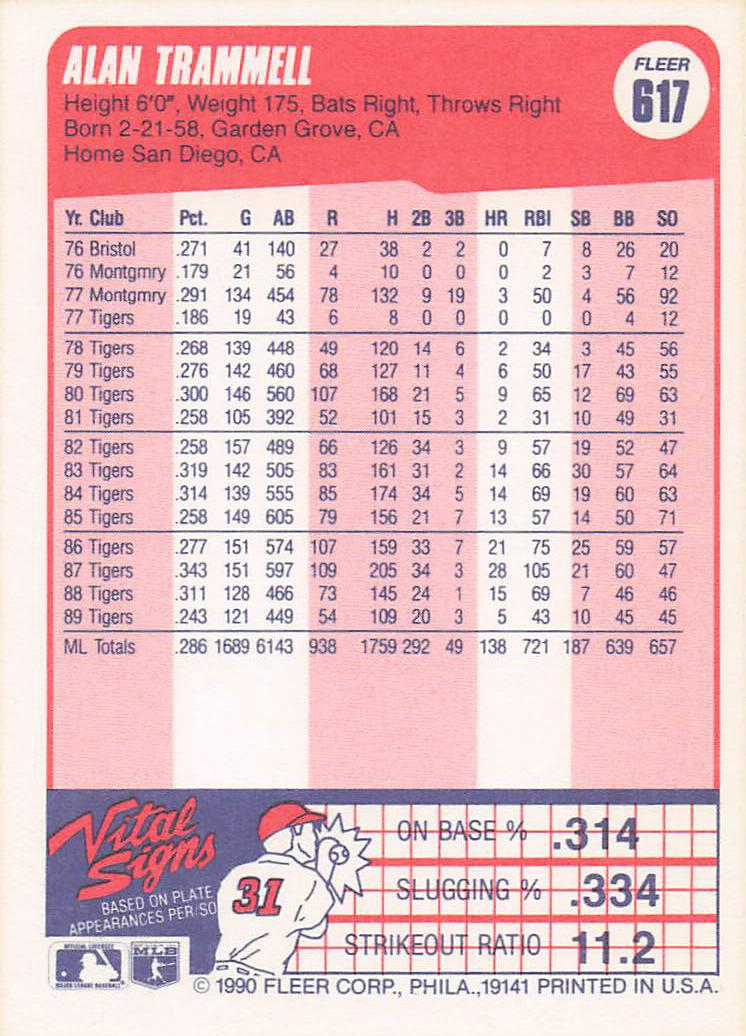 ALAN TRAMMELL
FLEER
617
Height 6'0", Weight 175, Bats Right, Throws Right
Born 2-21-58, Garden Grove, CA
Home San Diego, CA
Yr. Club Pct. G AB R H 2B 3B HR RBI SB BB SO
76 Bristol .271 41 140 27 38 2 2 0 7 8 26 20
76 Montgmry .179 21 56 4 10 0 0 0 2 3 7 12
77 Montgmry .291 134 454 78 132 9 19 3 50 4 56 92
77 Tigers .186 19 43 6 8 0 0 0 0 0 4 12
78 Tigers .268 139 448 49 120 14 6 2 34 3 45 56
79 Tigers .276 142 460 68 127 11 4 6 50 17 43 55
80 Tigers .300 146 560 107 168 21 5 9 65 12 69 63
81 Tigers .258 105 392 52 101 15 3 2 31 10 49 31
82 Tigers .258 157 489 66 126 34 3 9 57 19 52 47
83 Tigers .319 142 505 83 161 31 2 14 66 30 57 64
84 Tigers .314 139 555 85 174 34 5 14 69 19 60 63
85 Tigers .258 149 605 79 156 21 7 13 57 14 50 71
86 Tigers .277 151 574 107 159 33 7 21 75 25 59 57
87 Tigers .343 151 597 109 205 34 3 28 105 21 60 47
88 Tigers .311 128 466 73 145 24 1 15 69 7 46 46
89 Tigers .243 121 449 54 109 20 3 5 43 10 45 45
ML Totals .286 1689 6143 938 1759 292 49 138 721 187 639 657
Vital
Signs
BASED ON PLATE
APPEARANCES PER SO
31
ON BASE % .314
SLUGGING % .334
STRIKEOUT RATIO 11.2
OFFICIAL LICENSEE
MAJOR LEAGUE BASEBALL
MLB
© 1990 FLEER CORP., PHILA.,19141 PRINTED IN U.S.A.